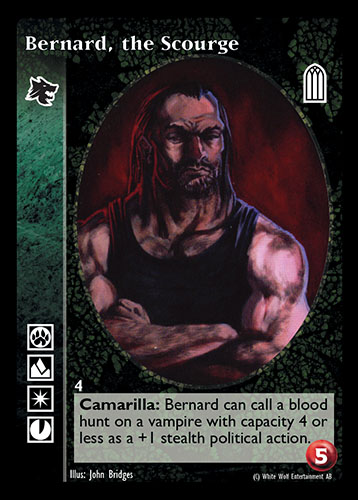 Bernard, the Scourge
4
Camarilla: Bernard can call a blood
hunt on a vampire with capacity 4 or
less as a +1 stealth political action.
5
Illus: John Bridges
(C) White Wolf Entertainment AB